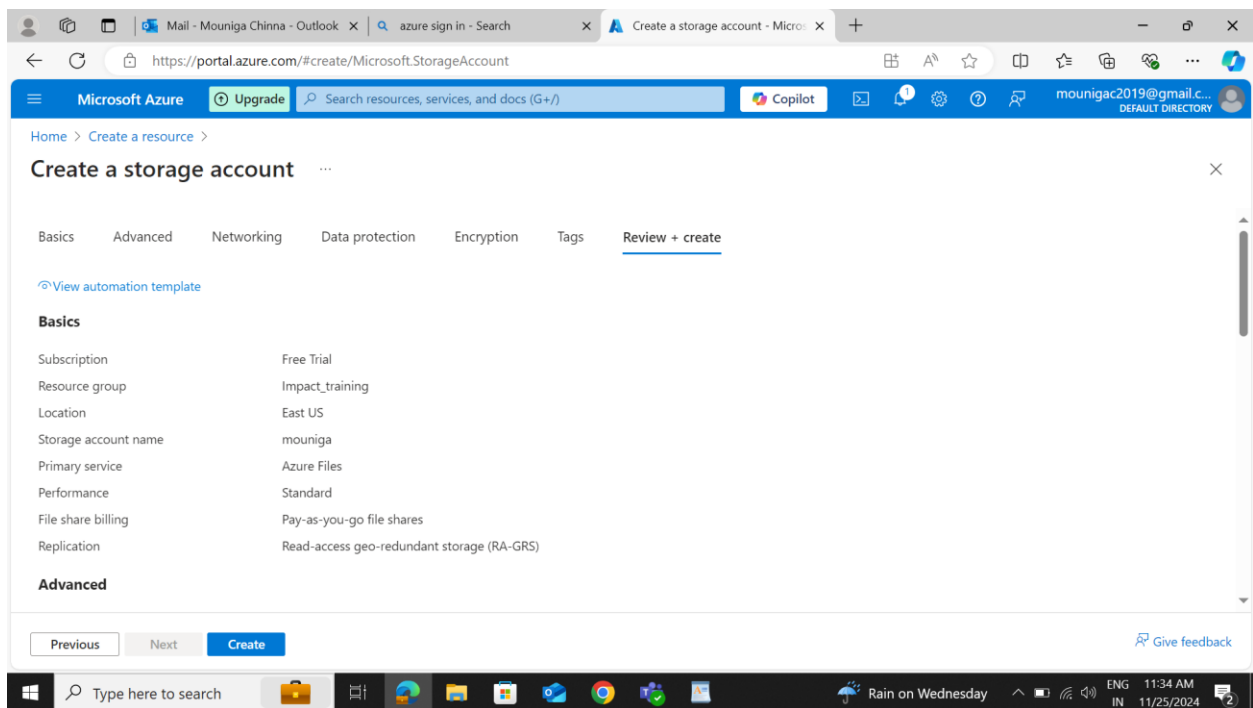 Mail - Mouniga Chinna - Outlook
azure sign in - Search
Create a storage account - Micros
https://portal.azure.com/#create/Microsoft.StorageAccount
Microsoft Azure
Upgrade
Search resources, services, and docs (G+/)
Copilot
1
mounigac2019@gmail.c...
DEFAULT DIRECTORY
Home > Create a resource >
Create a storage account ...
Basics Advanced Networking Data protection Encryption Tags Review + create
View automation template
Basics
Subscription Free Trial
Resource group Impact_training
Location East US
Storage account name mouniga
Primary service Azure Files
Performance Standard
File share billing Pay-as-you-go file shares
Replication Read-access geo-redundant storage (RA-GRS)
Advanced
Previous Next Create Give feedback
Type here to search
Rain on Wednesday
ENG
IN
11:34 AM
11/25/2024
2